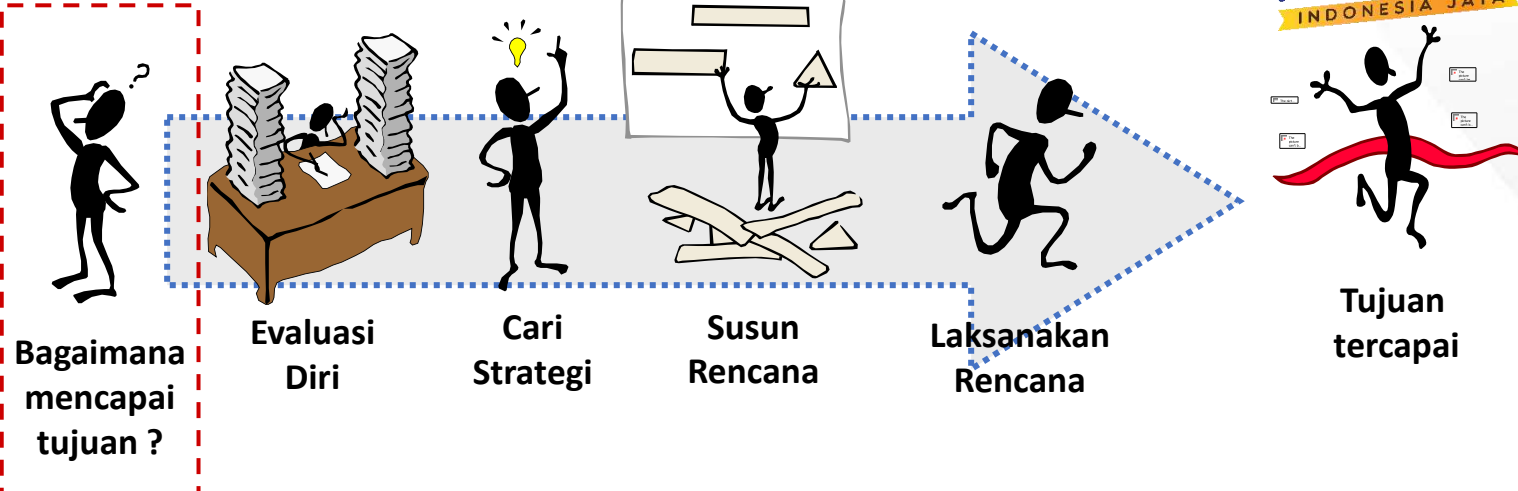 INDONESIA JAYA
Bagaimana
mencapai
tujuan ?
Evaluasi
Diri
Cari
Strategi
Susun
Rencana
Laksanakan
Rencana
Tujuan
tercapai